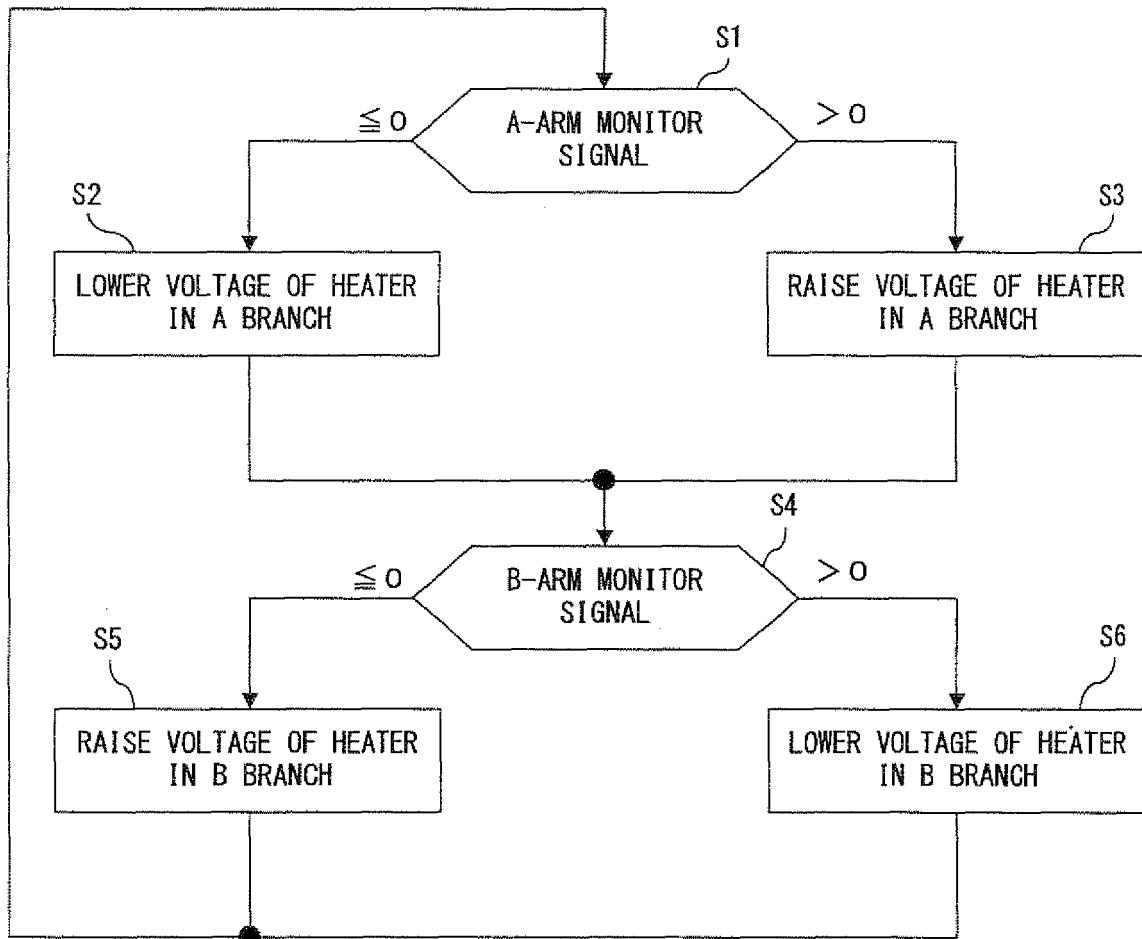 S1
≦0
A-ARM MONITOR
SIGNAL
>0
S2
S3
LOWER VOLTAGE OF HEATER
IN A BRANCH
RAISE VOLTAGE OF HEATER
IN A BRANCH
S4
≦0
B-ARM MONITOR
SIGNAL
>0
S5
S6
RAISE VOLTAGE OF HEATER
IN B BRANCH
LOWER VOLTAGE OF HEATER
IN B BRANCH